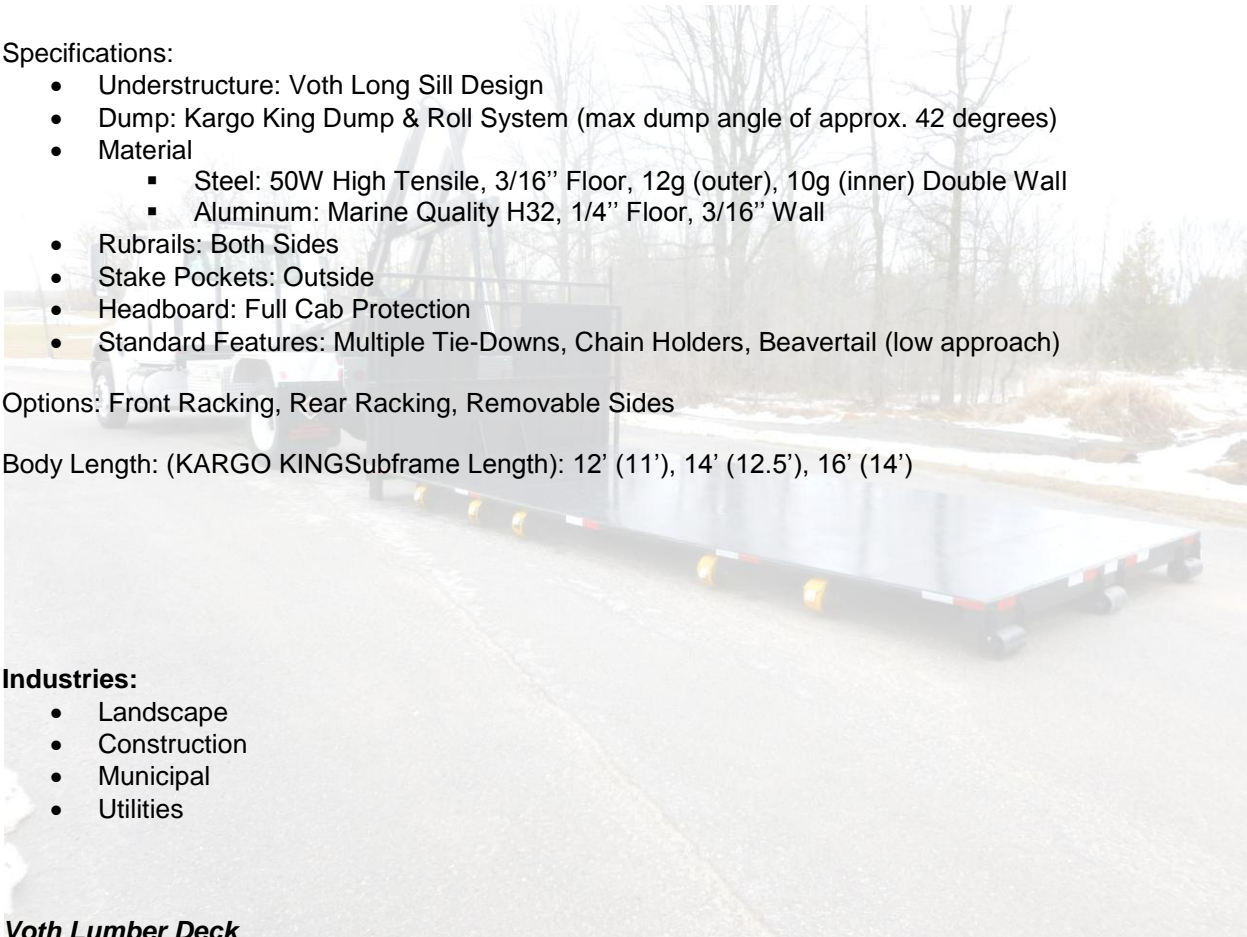 Specifications:
• Understructure: Voth Long Sill Design
• Dump: Kargo King Dump & Roll System (max dump angle of approx. 42 degrees)
• Material
▪ Steel: 50W High Tensile, 3/16’’ Floor, 12g (outer), 10g (inner) Double Wall
▪ Aluminum: Marine Quality H32, 1/4’’ Floor, 3/16’’ Wall
• Rubrails: Both Sides
• Stake Pockets: Outside
• Headboard: Full Cab Protection
• Standard Features: Multiple Tie-Downs, Chain Holders, Beavertail (low approach)
Options: Front Racking, Rear Racking, Removable Sides
Body Length: (KARGO KINGSubframe Length): 12’ (11’), 14’ (12.5’), 16’ (14’)
Industries:
• Landscape
• Construction
• Municipal
• Utilities
Voth Lumber Deck